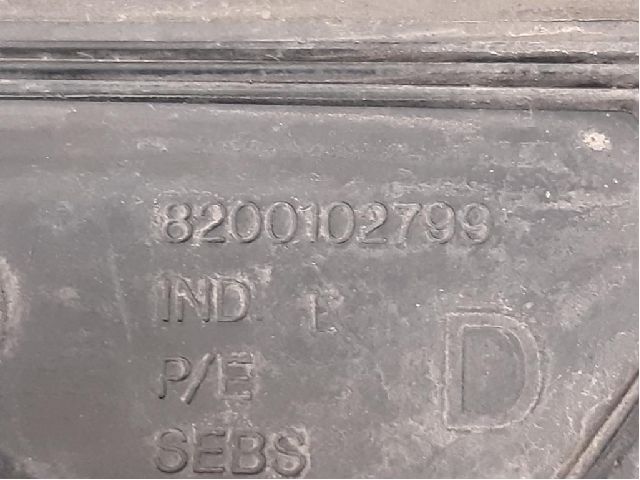 8200102799
IND.
P/E
D
SEBS